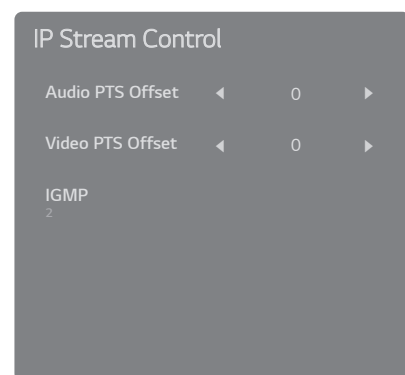 IP Stream Control
Audio PTS Offset 0
Video PTS Offset 0
IGMP
2